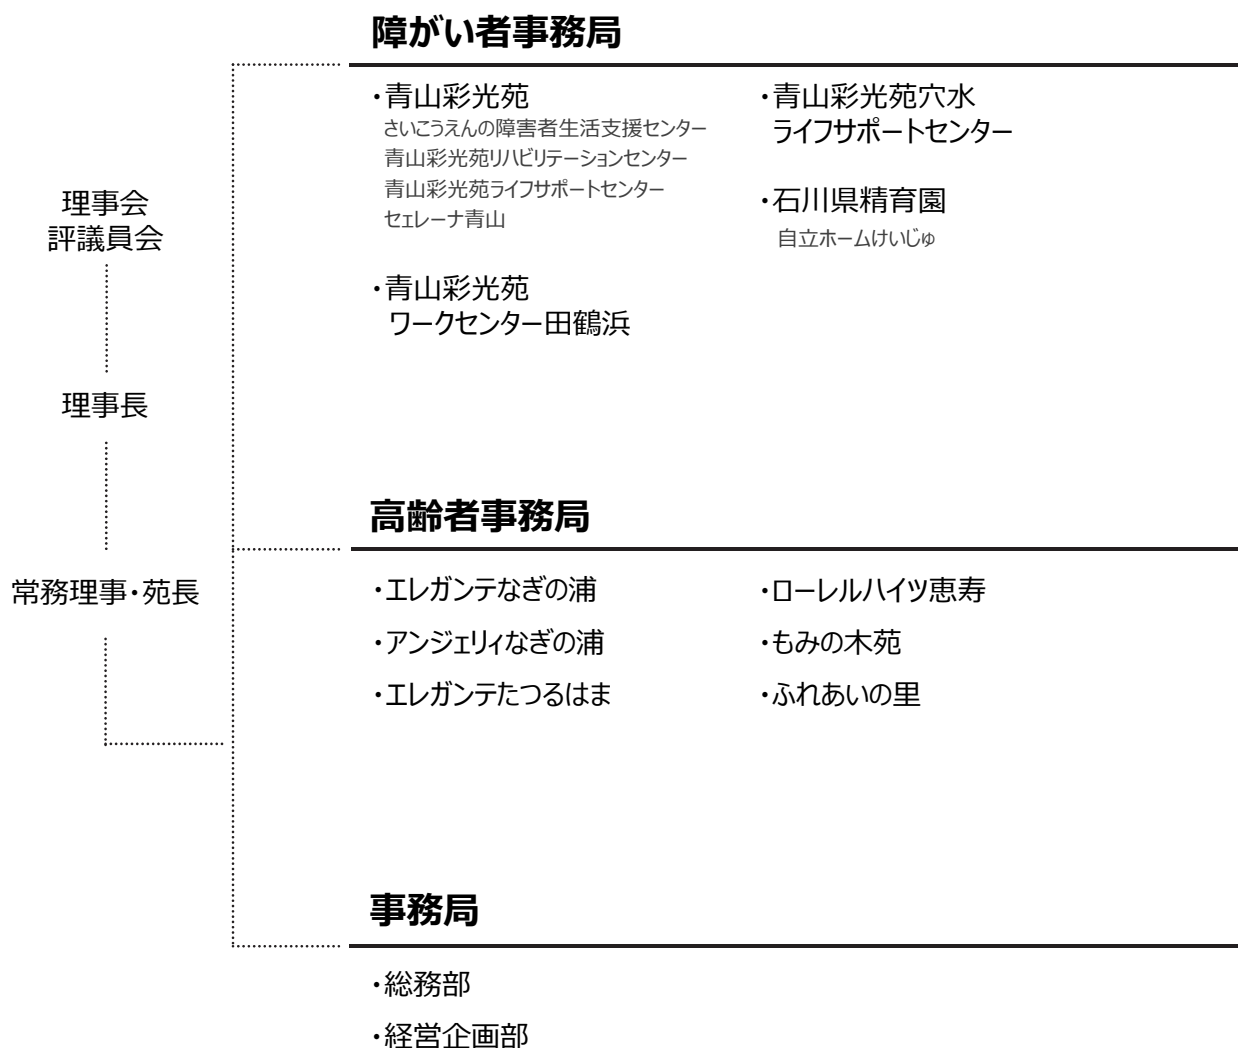 理事会
評議員会
理事長
常務理事・苑長
障がい者事務局
・青山彩光苑
さいこうえんの障害者生活支援センター
青山彩光苑リハビリテーションセンター
青山彩光苑ライフサポートセンター
セェレーナ青山
・青山彩光苑
ワークセンター田鶴浜
・青山彩光苑穴水
ライフサポートセンター
・石川県精育園
自立ホームけいじゅ
高齢者事務局
・エレガンテなぎの浦
・アンジェリィなぎの浦
・エレガンテたつるはま
・ローレルハイツ恵寿
・もみの木苑
・ふれあいの里
事務局
・総務部
・経営企画部